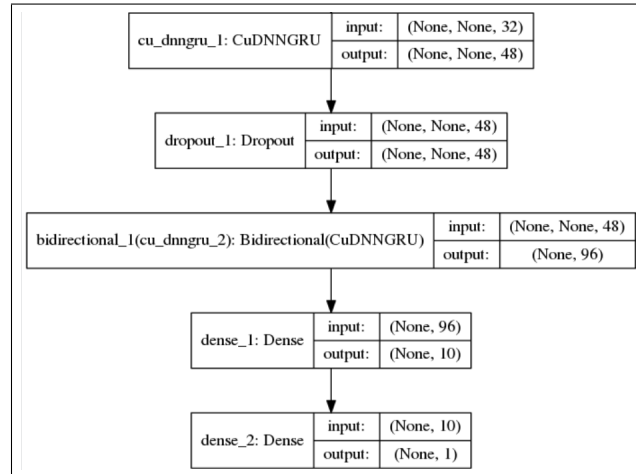 cu_dnngru_1: CuDNNGRU
input: (None, None, 32)
output: (None, None, 48)
dropout_1: Dropout
input: (None, None, 48)
output: (None, None, 48)
bidirectional_1(cu_dnngru_2): Bidirectional(CuDNNGRU)
input: (None, None, 48)
output: (None, 96)
dense_1: Dense
input: (None, 96)
output: (None, 10)
dense_2: Dense
input: (None, 10)
output: (None, 1)